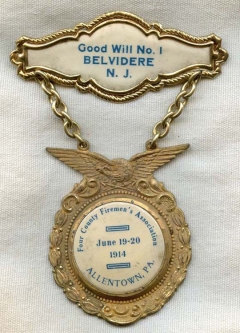 Good Will No. 1
BELVIDERE
N. J.
Four County Firemen's Association
June 19-20
1914
ALLENTOWN, PA.